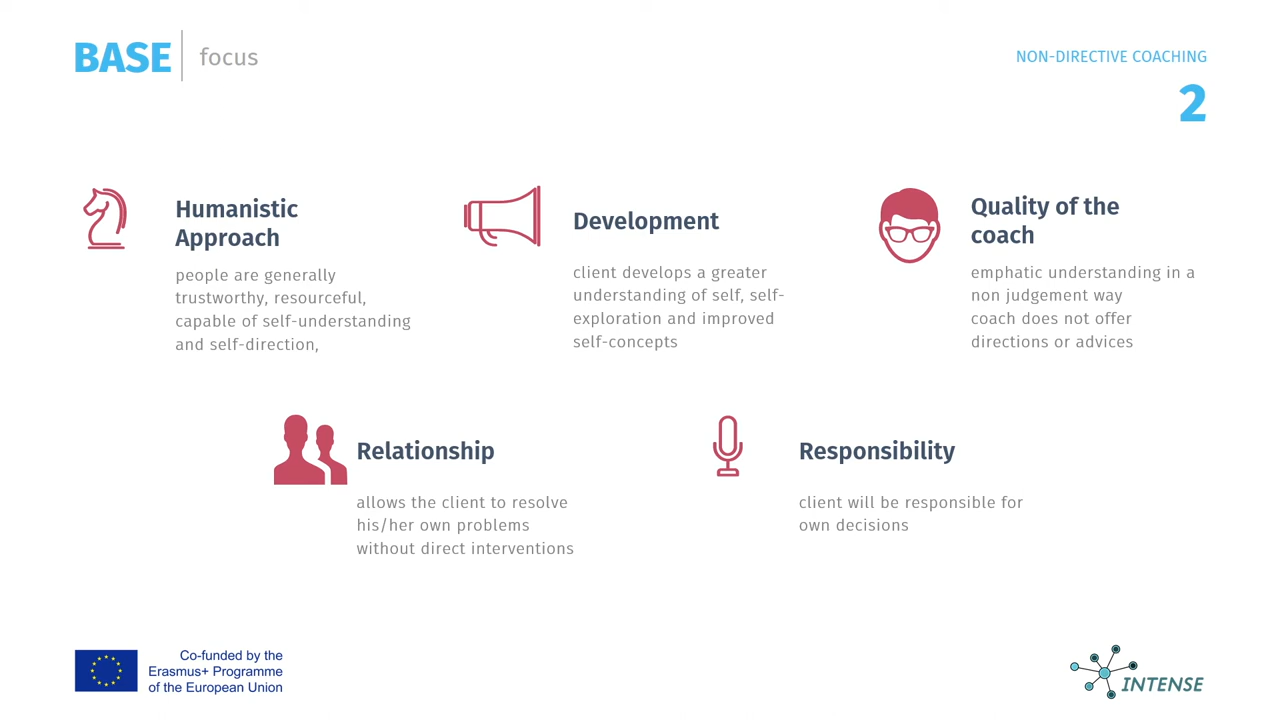 BASE focus
NON-DIRECTIVE COACHING
2
Humanistic
Approach
people are generally
trustworthy, resourceful,
capable of self-understanding
and self-direction,
Development
client develops a greater
understanding of self, self-
exploration and improved
self-concepts
Quality of the
coach
emphatic understanding in a
non judgement way
coach does not offer
directions or advices
Relationship
allows the client to resolve
his/her own problems
without direct interventions
Responsibility
client will be responsible for
own decisions
Co-funded by the
Erasmus+ Programme
of the European Union
INTENSE